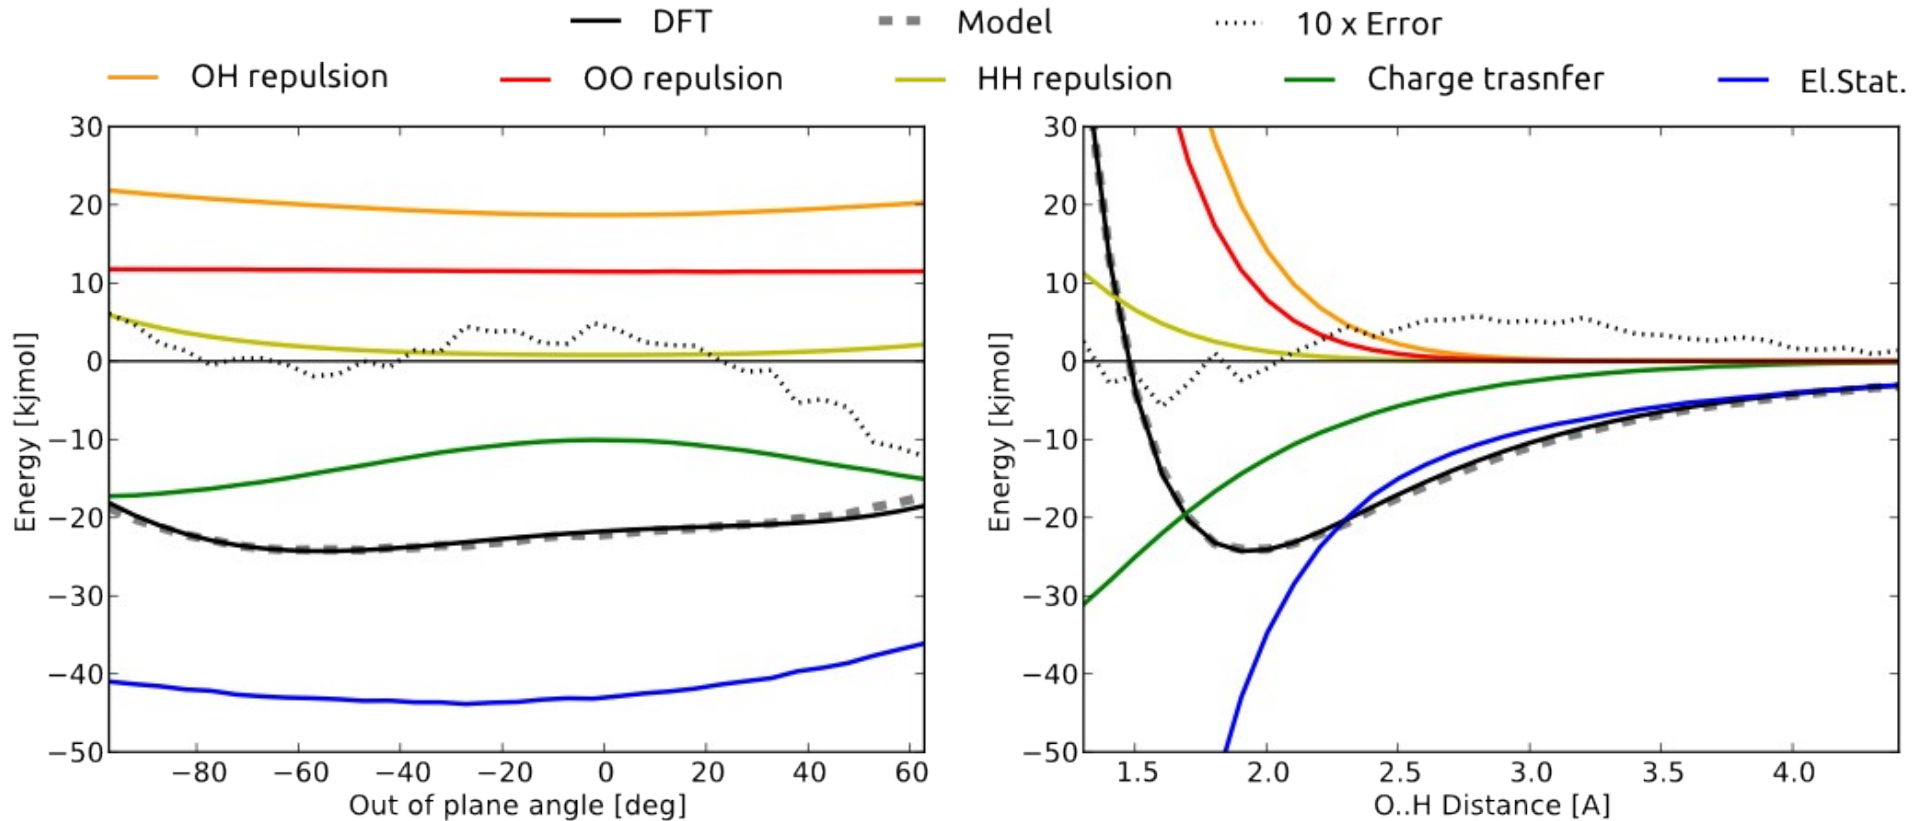 DFT Model 10 x Error
OH repulsion OO repulsion HH repulsion Charge trasnfer El.Stat.
30
20
10
0
−10
−20
−30
−40
−50
Energy [kjmol]
−80 −60 −40 −20 0 20 40 60
Out of plane angle [deg]
30
20
10
0
−10
−20
−30
−40
−50
Energy [kjmol]
1.5 2.0 2.5 3.0 3.5 4.0
O..H Distance [A]